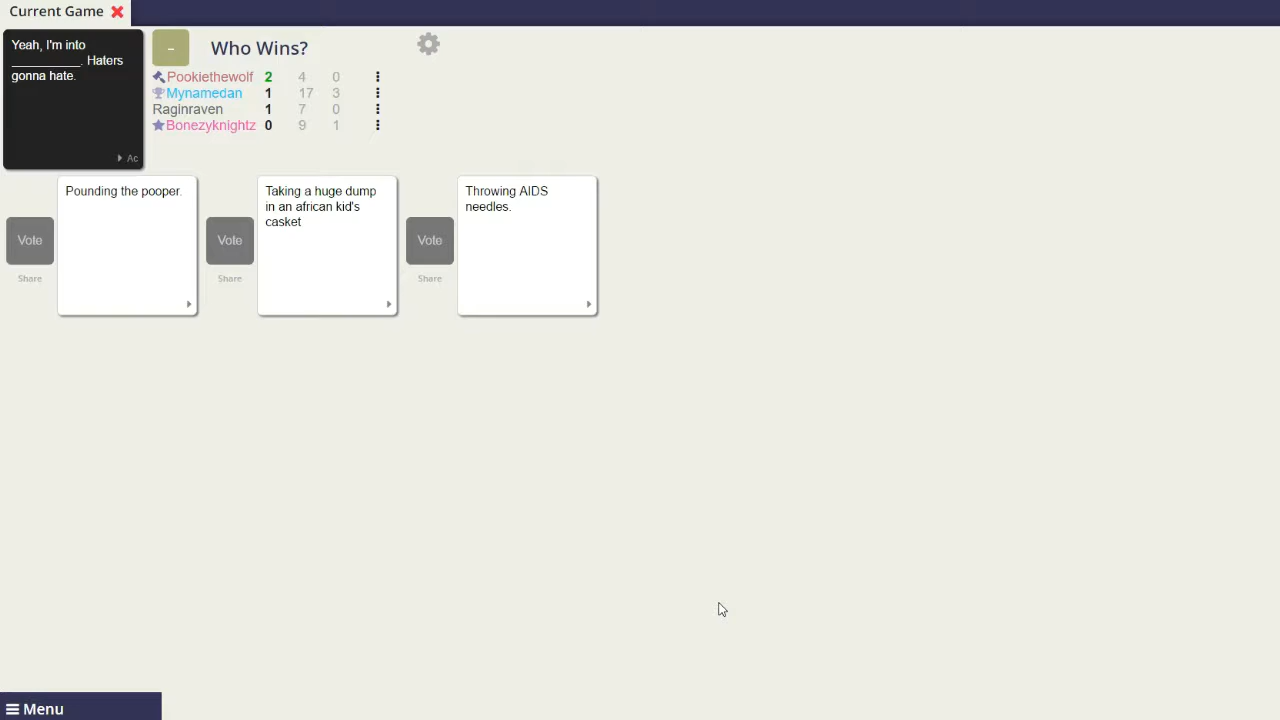 Current Game
Yeah, I'm into
_________. Haters
gonna hate.
Ac
–
Who Wins?
Pookiethewolf 2 4 0
Mynamedan 1 17 3
Raginraven 1 7 0
Bonezyknightz 0 9 1
Vote
Share
Pounding the pooper.
Vote
Share
Taking a huge dump
in an african kid's
casket
Vote
Share
Throwing AIDS
needles.
Menu